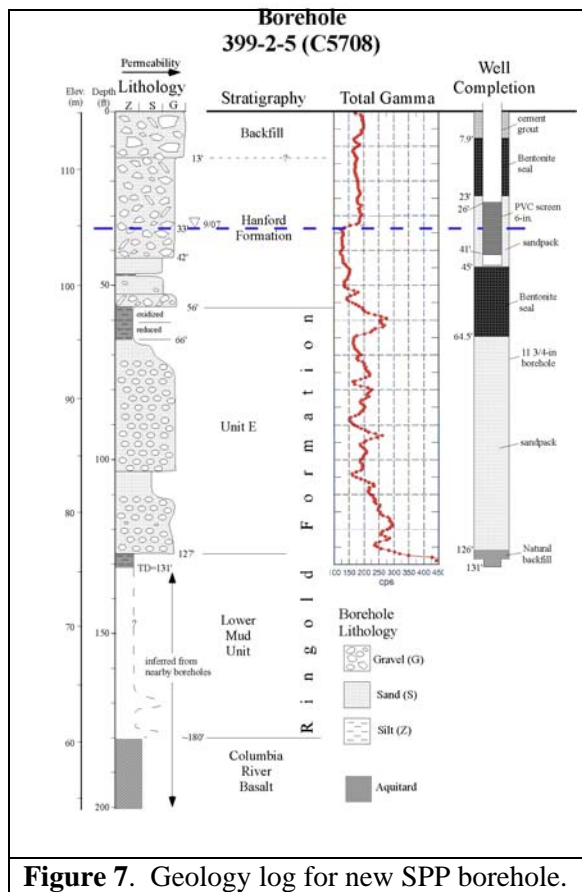 Borehole
399-2-5 (C5708)
Permeability
Elev. (m)
Depth (ft)
Lithology
Z S G
Stratigraphy
Total Gamma
Well Completion
0
110
50
100
90
100
80
70
150
60
200
Backfill
13'
?
9/07
33'
Hanford Formation
42'
56'
oxidized
reduced
66'
Unit E
127'
TD=131'
?
inferred from nearby boreholes
Lower Mud Unit
~180'
Columbia River Basalt
Ringold Formation
100 150 200 250 300 350 400 450
cps
cement grout
7.9'
Bentonite seal
23'
26'
PVC screen 6-in.
41'
sandpack
45'
Bentonite seal
64.5'
11 3/4-in borehole
sandpack
126'
Natural backfill
131'
Borehole Lithology
Gravel (G)
Sand (S)
Silt (Z)
Aquitard
Figure 7. Geology log for new SPP borehole.